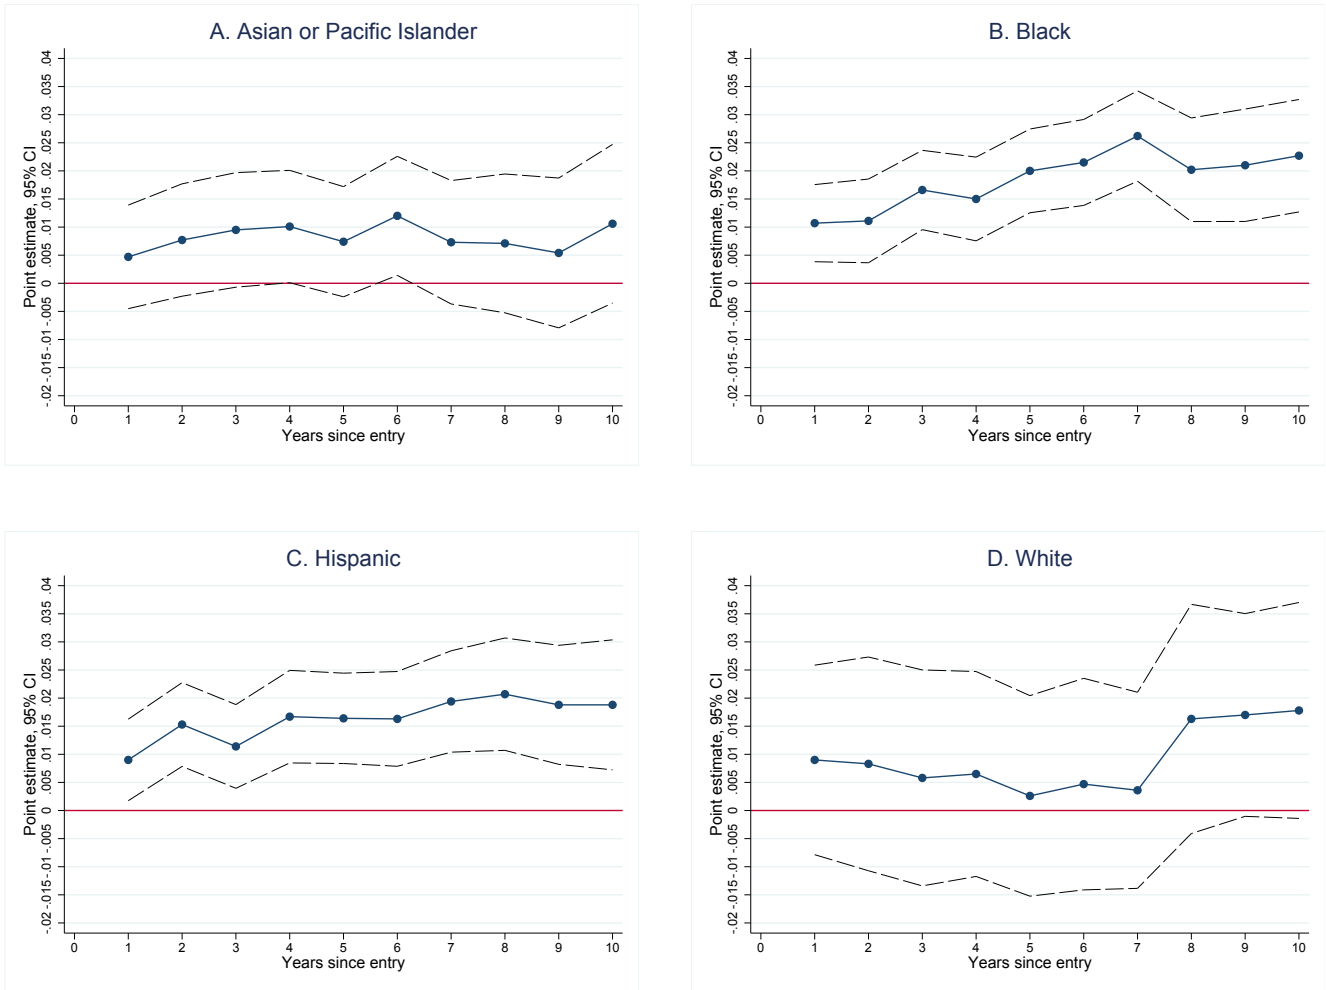 A. Asian or Pacific Islander
Point estimate, 95% CI
-.02 -.015 -.01 -.005 0 .005 .01 .015 .02 .025 .03 .035 .04
0 1 2 3 4 5 6 7 8 9 10
Years since entry
B. Black
Point estimate, 95% CI
-.02 -.015 -.01 -.005 0 .005 .01 .015 .02 .025 .03 .035 .04
0 1 2 3 4 5 6 7 8 9 10
Years since entry
C. Hispanic
Point estimate, 95% CI
-.02 -.015 -.01 -.005 0 .005 .01 .015 .02 .025 .03 .035 .04
0 1 2 3 4 5 6 7 8 9 10
Years since entry
D. White
Point estimate, 95% CI
-.02 -.015 -.01 -.005 0 .005 .01 .015 .02 .025 .03 .035 .04
0 1 2 3 4 5 6 7 8 9 10
Years since entry